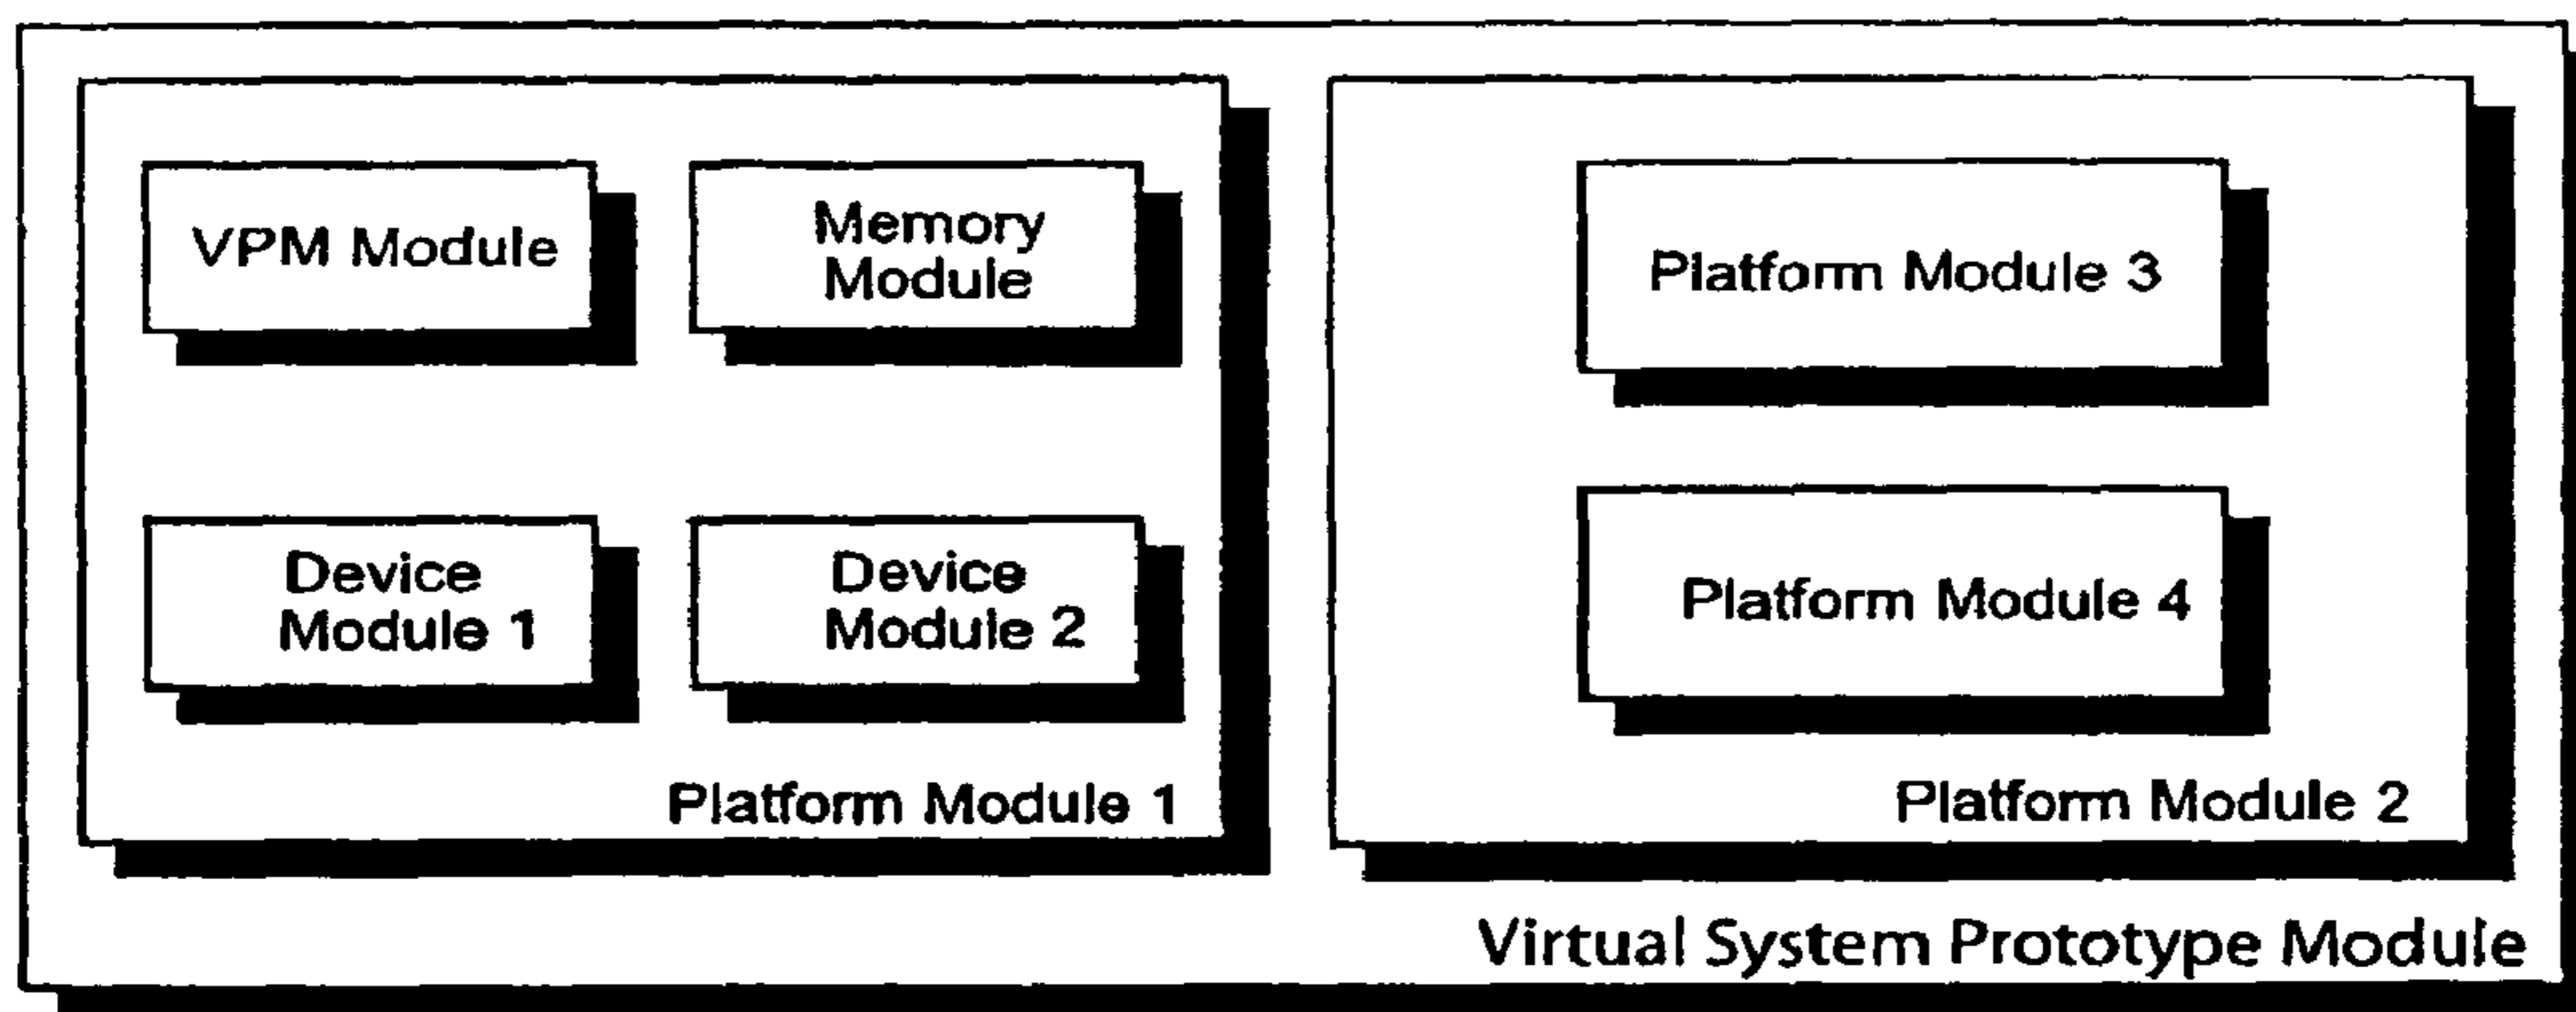 VPM Module
Memory
Module
Device
Module 1
Device
Module 2
Platform Module 1
Platform Module 3
Platform Module 4
Platform Module 2
Virtual System Prototype Module